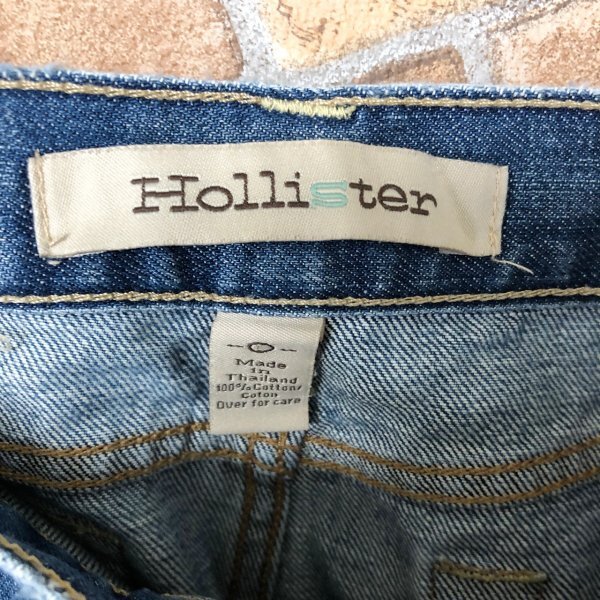 Hollister
-0-
Made
in
Thailand
100% Cotton/
Coton
Over for care